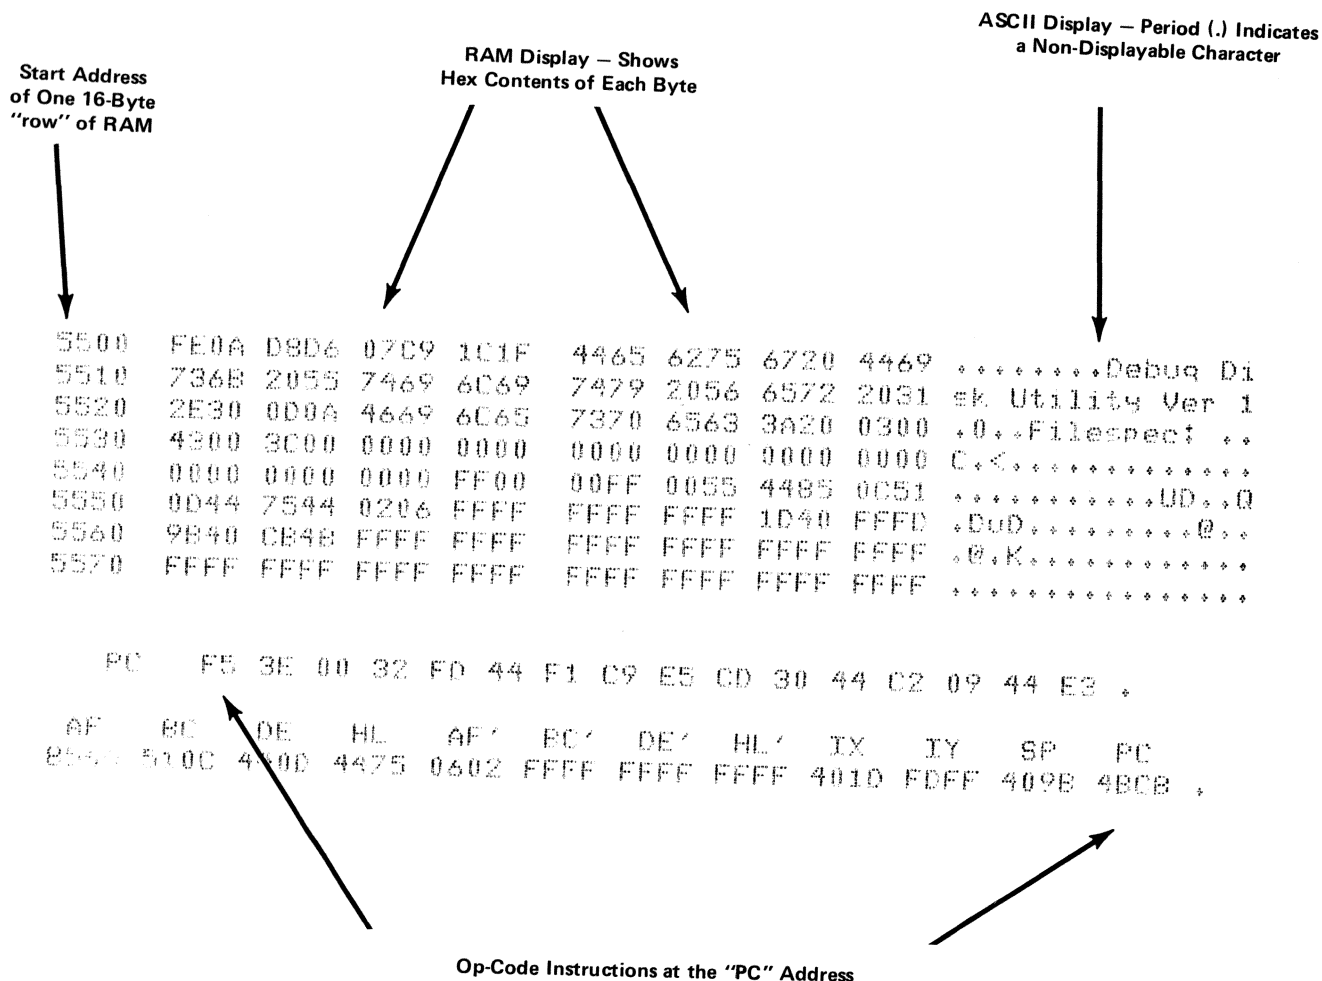 ASCII Display — Period (.) Indicates
a Non-Displayable Character
RAM Display — Shows
Hex Contents of Each Byte
Start Address
of One 16-Byte
"row" of RAM
5500 FE0A D8D6 07C9 1C1F 4465 6275 6720 4469 ........Debug Di
5510 736B 2055 7469 6C69 7479 2056 6572 2031 sk Utility Ver 1
5520 2E30 0D0A 4669 6C65 7370 6563 3A20 0300 .0..Filespec: ..
5530 4300 3C00 0000 0000 0000 0000 0000 0000 C.<.............
5540 0000 0000 0000 FF00 00FF 0055 4485 0C51 ...........UD..Q
5550 0D44 7544 0206 FFFF FFFF FFFF 1D40 FFFD .DuD.........@..
5560 9B40 CB4B FFFF FFFF FFFF FFFF FFFF FFFF .@.K............
5570 FFFF FFFF FFFF FFFF FFFF FFFF FFFF FFFF ................
PC F5 3E 00 32 FD 44 F1 C9 E5 CD 30 44 C2 09 44 E3 .
AF BC DE HL AF' BC' DE' HL' IX IY SP PC
510C 440D 4475 0602 FFFF FFFF FFFF 401D FDFF 409B 4BCB .
Op-Code Instructions at the "PC" Address